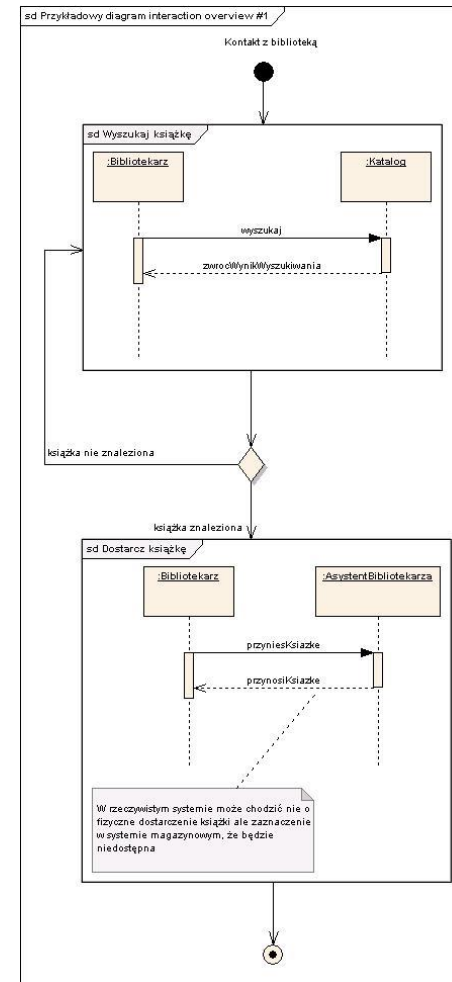 sd Przykładowy diagram interaction overview #1
Kontakt z biblioteką
sd Wyszukaj książkę
:Bibliotekarz
:Katalog
wyszukaj
zwrocWynikWyszukiwania
książka nie znaleziona
książka znaleziona
sd Dostarcz książkę
:Bibliotekarz
:AsystentBibliotekarza
przyniesKsiazke
przynosiKsiazke
W rzeczywistym systemie może chodzić nie o
fizyczne dostarczenie książki ale zaznaczenie
w systemie magazynowym, że będzie
niedostępna